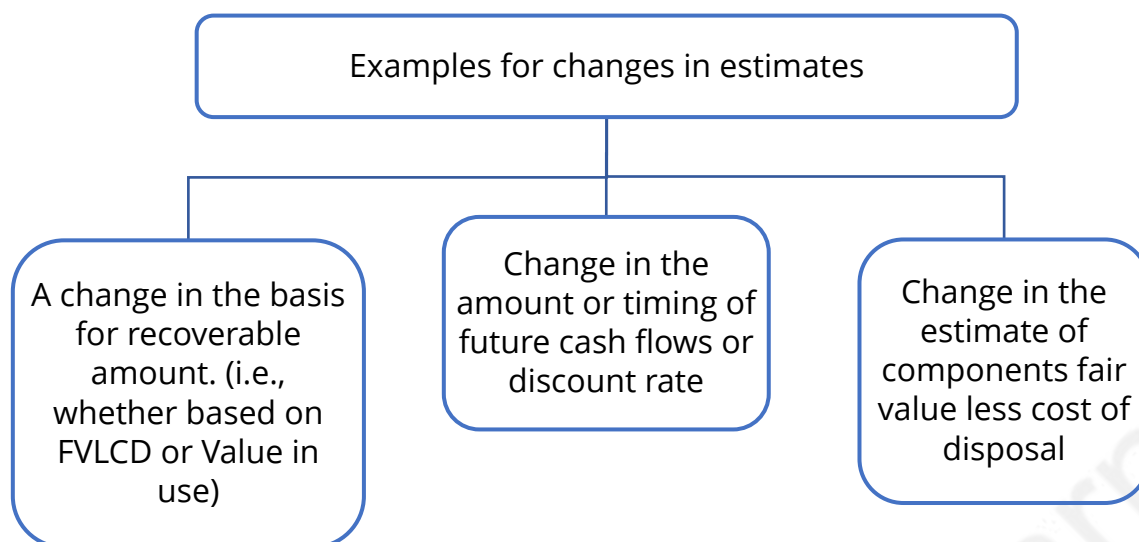 Examples for changes in estimates
A change in the basis
for recoverable
amount. (i.e.,
whether based on
FVLCD or Value in
use)
Change in the
amount or timing of
future cash flows or
discount rate
Change in the
estimate of
components fair
value less cost of
disposal